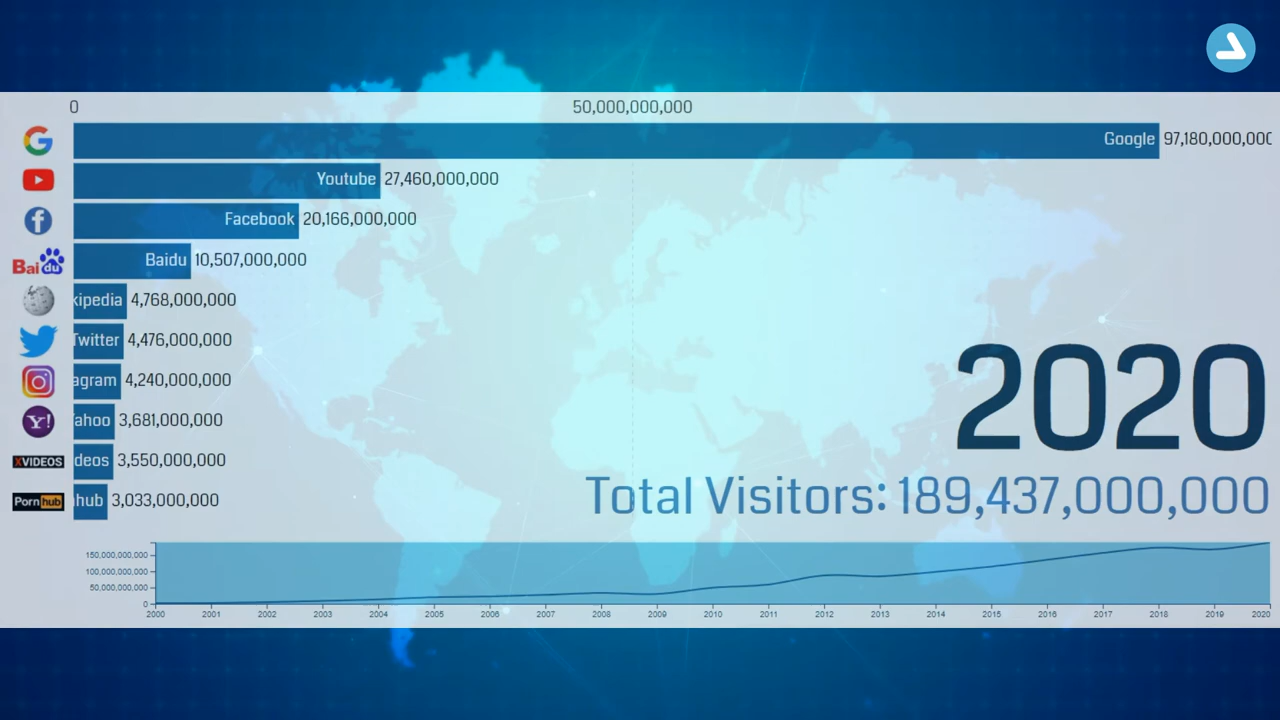 0 50,000,000,000
Google 97,180,000,000
Youtube 27,460,000,000
Facebook 20,166,000,000
Bai du Baidu 10,507,000,000
kipedia 4,768,000,000
Twitter 4,476,000,000
agram 4,240,000,000
Y! ahoo 3,681,000,000
XVIDEOS deos 3,550,000,000
Pornhub hub 3,033,000,000
2020
Total Visitors: 189,437,000,000
150,000,000,000
100,000,000,000
50,000,000,000
0
2000 2001 2002 2003 2004 2005 2006 2007 2008 2009 2010 2011 2012 2013 2014 2015 2016 2017 2018 2019 2020